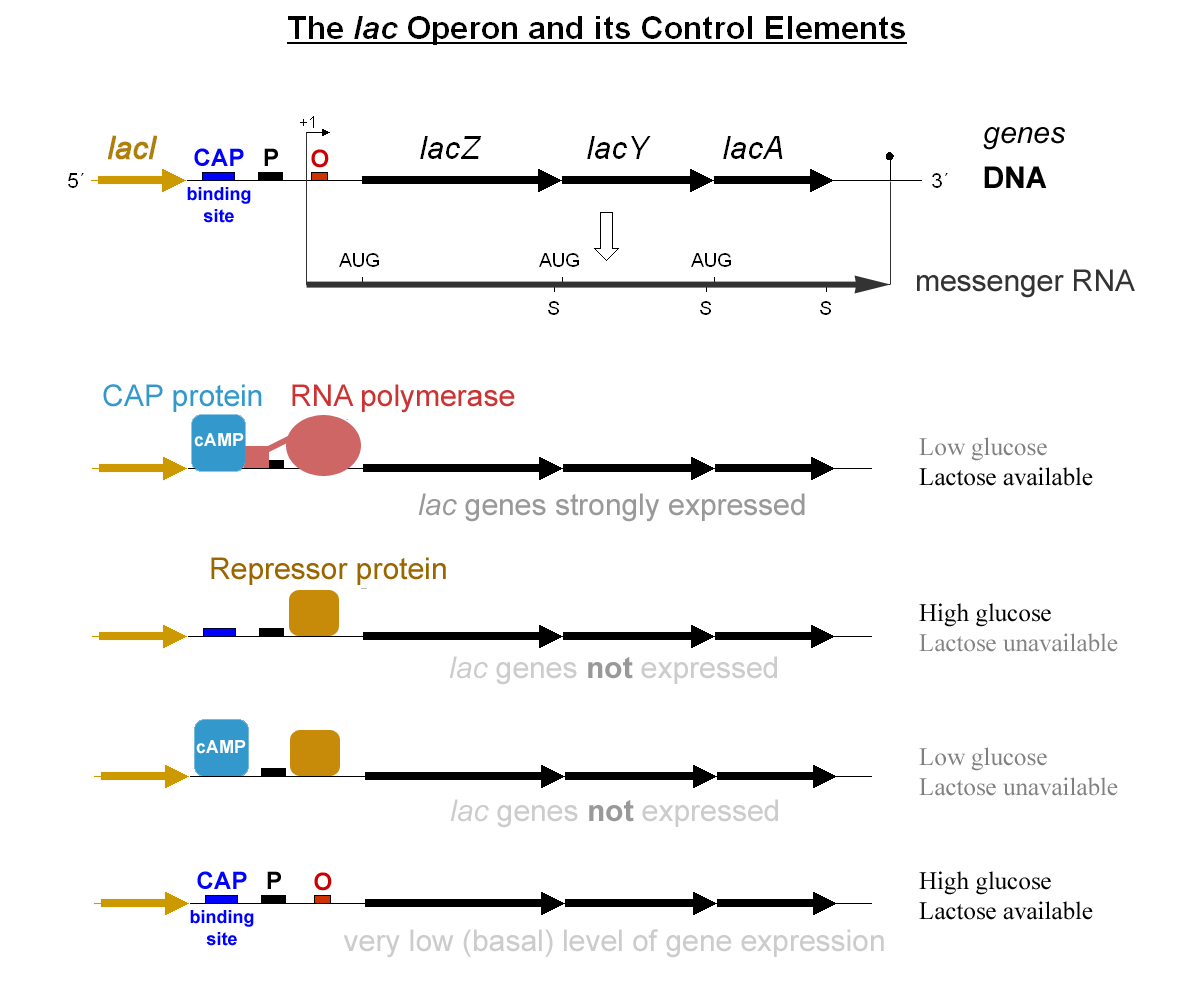 The lac Operon and its Control Elements
+1
lacI
CAP
P
O
lacZ
lacY
lacA
genes
5´
3´
DNA
binding
site
AUG
AUG
AUG
messenger RNA
S
S
S
CAP protein
RNA polymerase
cAMP
Low glucose
Lactose available
lac genes strongly expressed
Repressor protein
High glucose
Lactose unavailable
lac genes not expressed
cAMP
Low glucose
Lactose unavailable
lac genes not expressed
CAP
P
O
High glucose
Lactose available
binding
site
very low (basal) level of gene expression